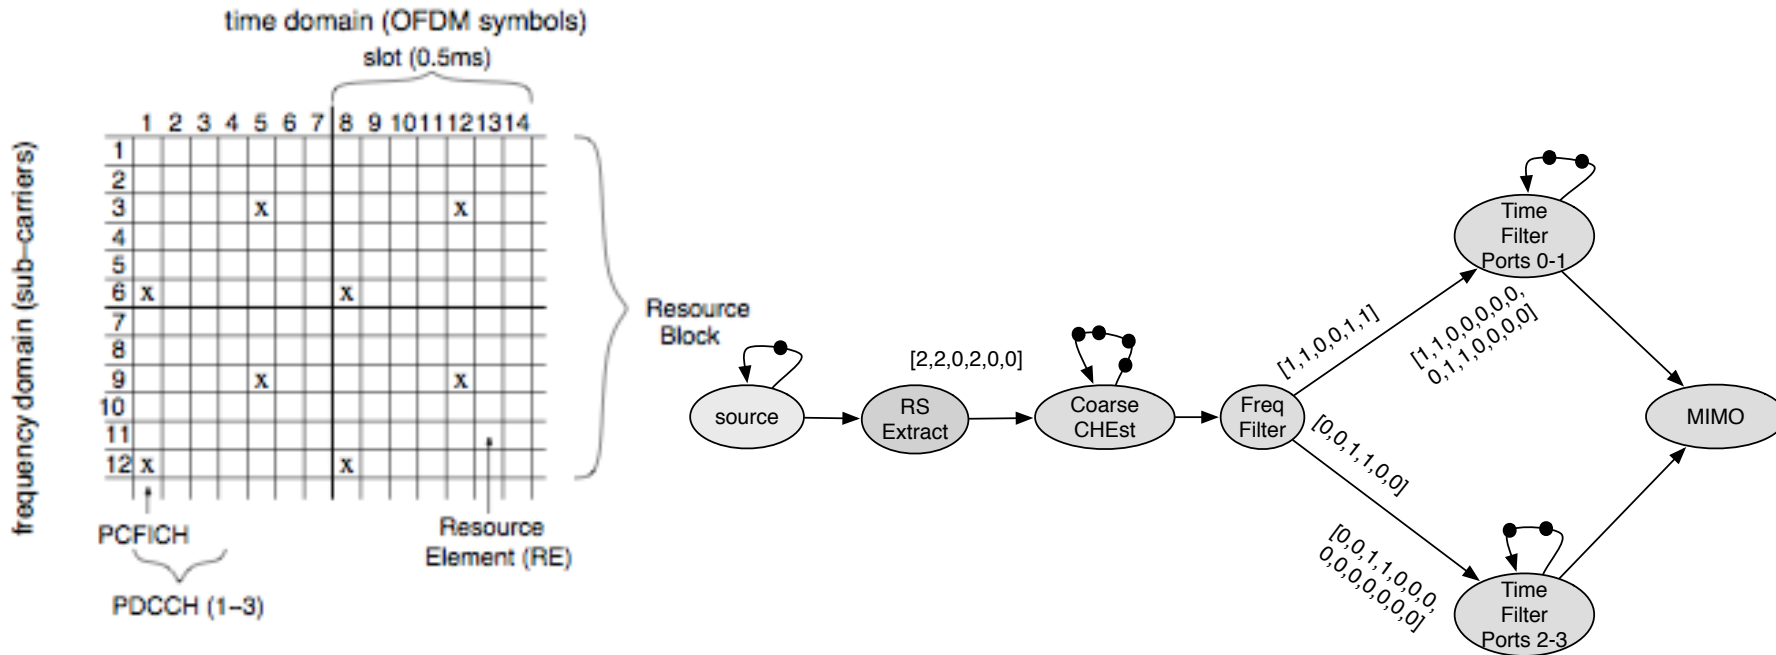 time domain (OFDM symbols)
slot (0.5ms)
1 2 3 4 5 6 7 8 9 10 11 12 13 14
frequency domain (sub-carriers)
1
2
3 x x
4
5
6 x x
7
8
9 x x
10
11
12 x x
PCFICH
PDCCH (1-3)
Resource
Element (RE)
Resource
Block
source
RS
Extract
[2,2,0,2,0,0]
Coarse
CHEst
Freq
Filter
[1,1,0,0,1,1]
[1,1,0,0,0,0,0,
0,1,1,0,0,0,0]
Time
Filter
Ports 0-1
[0,0,1,1,0,0]
[0,0,1,1,0,0,0,
0,0,0,0,0,0,0]
Time
Filter
Ports 2-3
MIMO